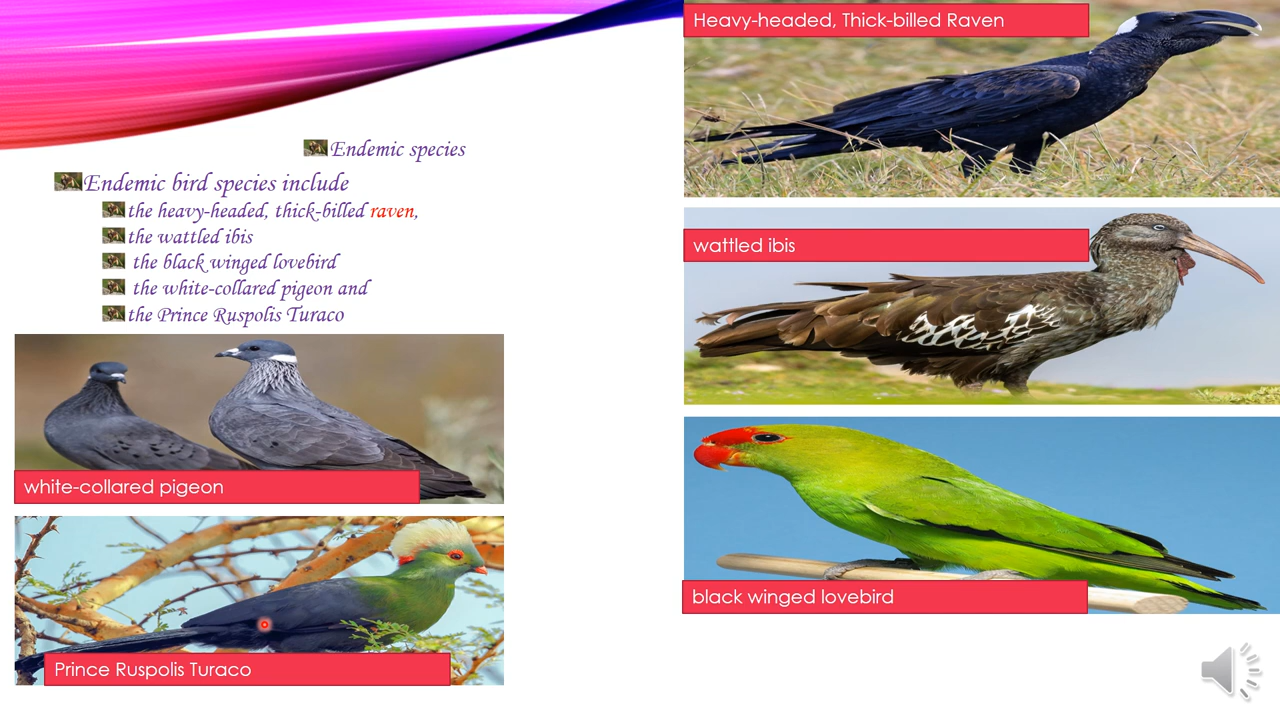 Endemic species
Endemic bird species include
the heavy-headed, thick-billed raven,
the wattled ibis
the black winged lovebird
the white-collared pigeon and
the Prince Ruspolis Turaco
white-collared pigeon
Prince Ruspolis Turaco
Heavy-headed, Thick-billed Raven
wattled ibis
black winged lovebird